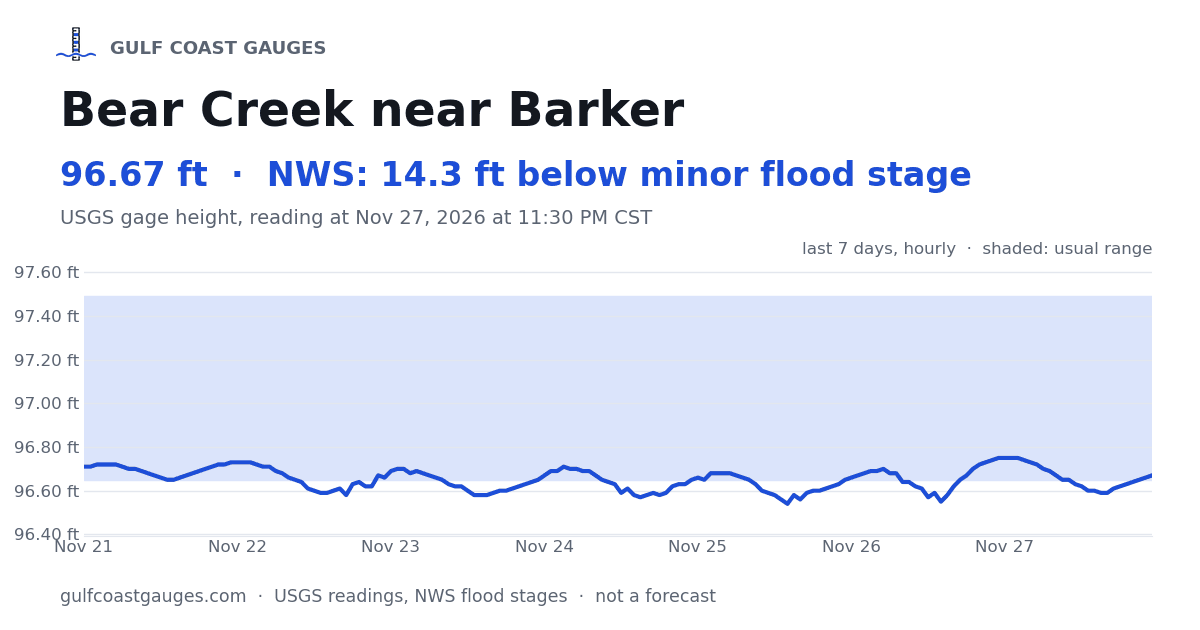 GULF COAST GAUGES
Bear Creek near Barker
96.67 ft · NWS: 14.3 ft below minor flood stage
USGS gage height, reading at Nov 27, 2026 at 11:30 PM CST
last 7 days, hourly · shaded: usual range
97.60 ft
97.40 ft
97.20 ft
97.00 ft
96.80 ft
96.60 ft
96.40 ft
Nov 21 Nov 22 Nov 23 Nov 24 Nov 25 Nov 26 Nov 27
gulfcoastgauges.com · USGS readings, NWS flood stages · not a forecast